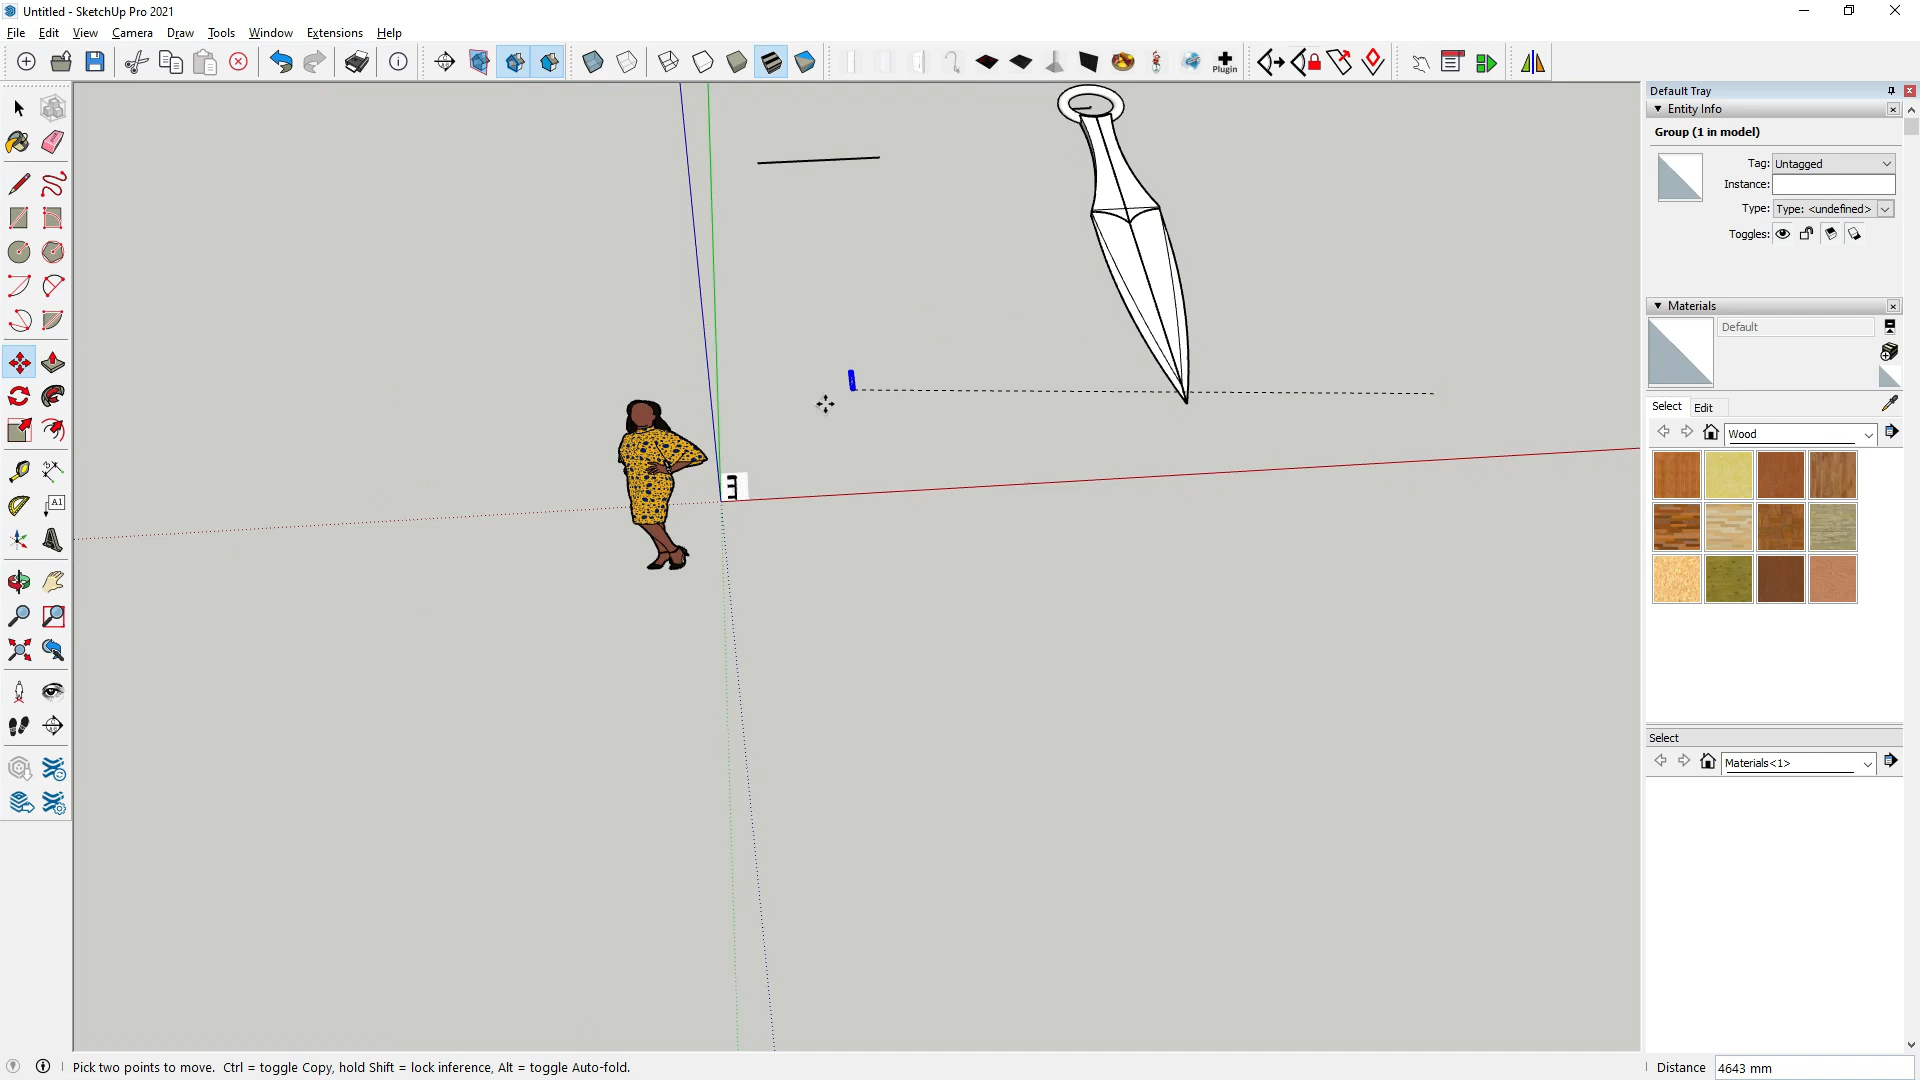 Untitled - SketchUp Pro 2021
File Edit View Camera Draw Tools Window Extensions Help
Plugin
A1
Default Tray
Entity Info
Group (1 in model)
Tag: Untagged
Instance:
Type: Type: <undefined>
Toggles:
Materials
Default
Select Edit
Wood
Select
Materials<1>
Pick two points to move. Ctrl = toggle Copy, hold Shift = lock inference, Alt = toggle Auto-fold.
Distance 4643 mm